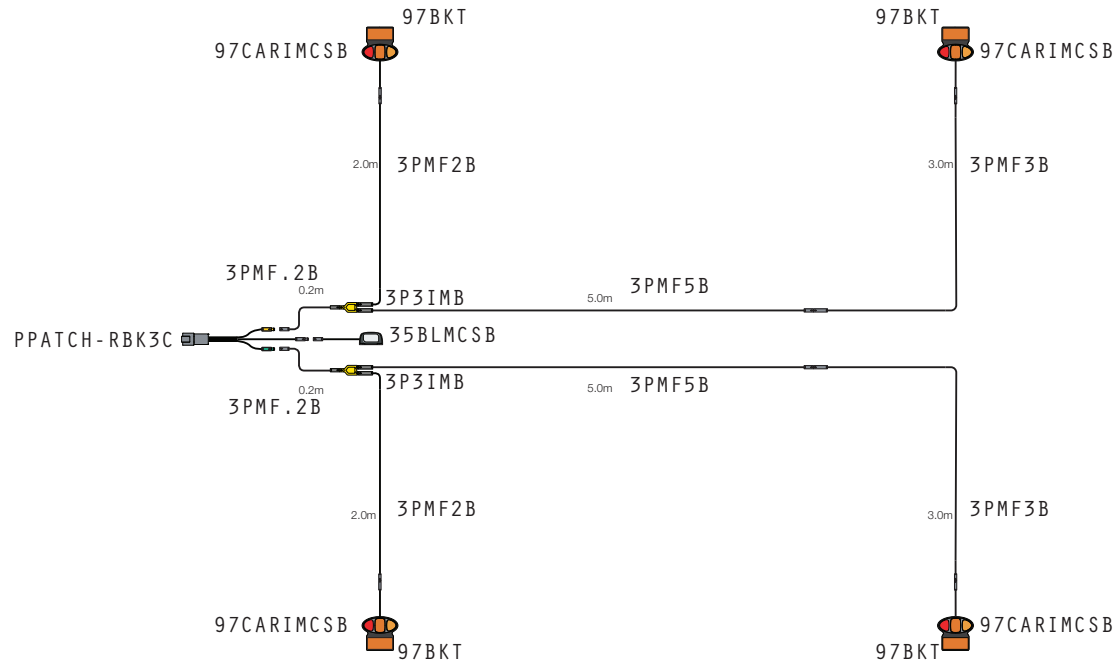 97BKT
97BKT
97CARIMCSB
97CARIMCSB
2.0m
3PMF2B
3.0m
3PMF3B
3PMF.2B
0.2m
3P3IMB
5.0m
3PMF5B
PPATCH-RBK3C
35BLMCSB
3P3IMB
5.0m
3PMF5B
0.2m
3PMF.2B
2.0m
3PMF2B
3.0m
3PMF3B
97CARIMCSB
97CARIMCSB
97BKT
97BKT